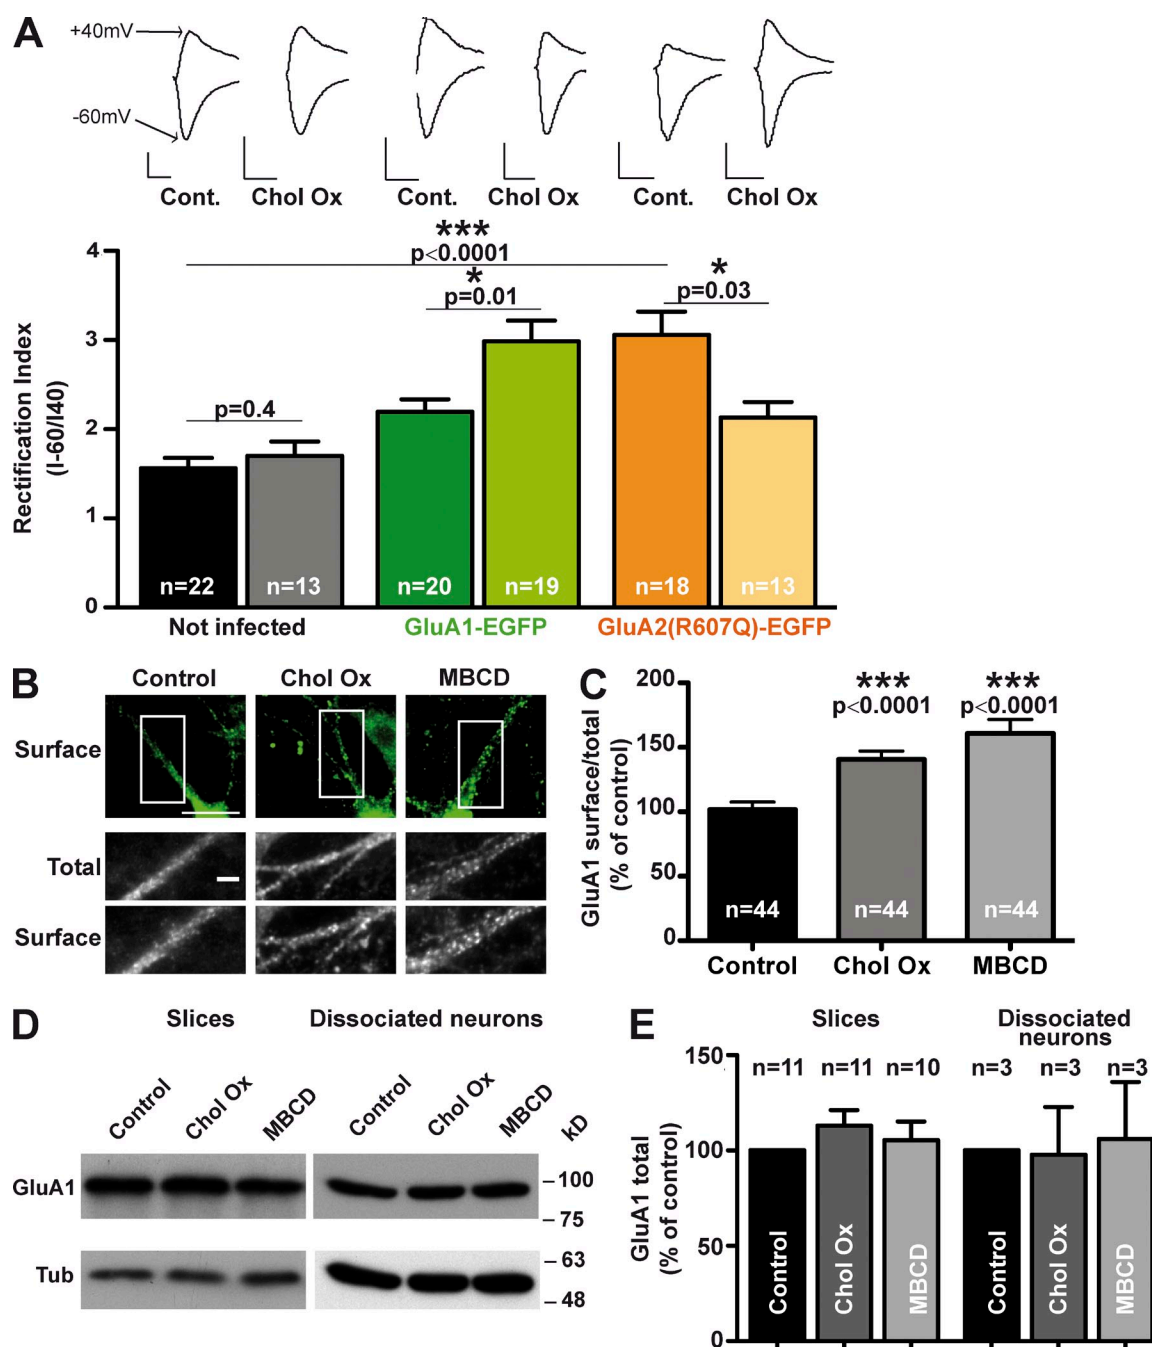 A
+40mV
-60mV
Cont.
Chol Ox
Cont.
Chol Ox
Cont.
Chol Ox
Rectification Index
(I-60/I40)
4
3
2
1
0
***
p<0.0001
*
p=0.01
*
p=0.03
p=0.4
n=22
n=13
n=20
n=19
n=18
n=13
Not infected
GluA1-EGFP
GluA2(R607Q)-EGFP
B
Control
Chol Ox
MBCD
Surface
Total
Surface
C
GluA1 surface/total
(% of control)
200
150
100
50
0
***
p<0.0001
***
p<0.0001
n=44
n=44
n=44
Control
Chol Ox
MBCD
D
Slices
Dissociated neurons
Control
Chol Ox
MBCD
Control
Chol Ox
MBCD
kD
GluA1
100
75
Tub
63
48
E
Slices
Dissociated
neurons
GluA1 total
(% of control)
150
100
50
0
n=11
n=11
n=10
n=3
n=3
n=3
Control
Chol Ox
MBCD
Control
Chol Ox
MBCD